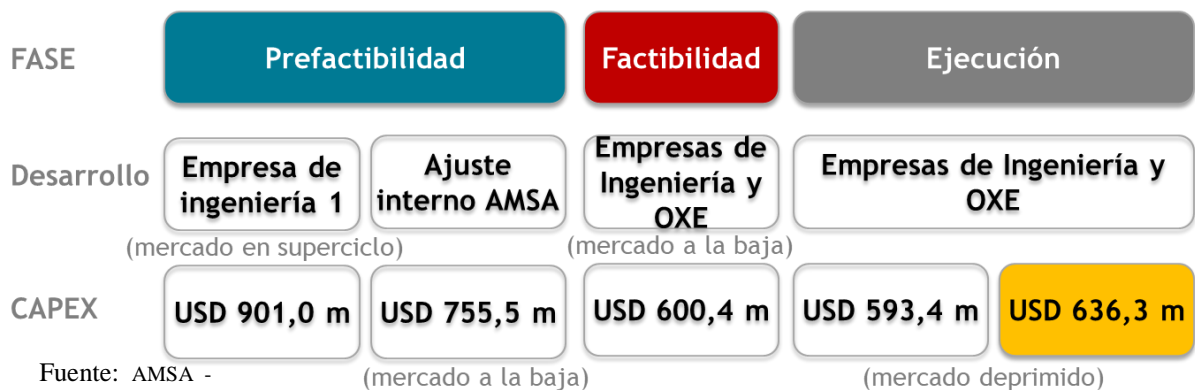 FASE
Prefactibilidad
Factibilidad
Ejecución
Desarrollo
Empresa de
ingeniería 1
Ajuste
interno AMSA
Empresas de
Ingeniería y
OXE
Empresas de Ingeniería y
OXE
(mercado en superciclo)
(mercado a la baja)
CAPEX
USD 901,0 m
USD 755,5 m
USD 600,4 m
USD 593,4 m
USD 636,3 m
Fuente: AMSA -
(mercado a la baja)
(mercado deprimido)